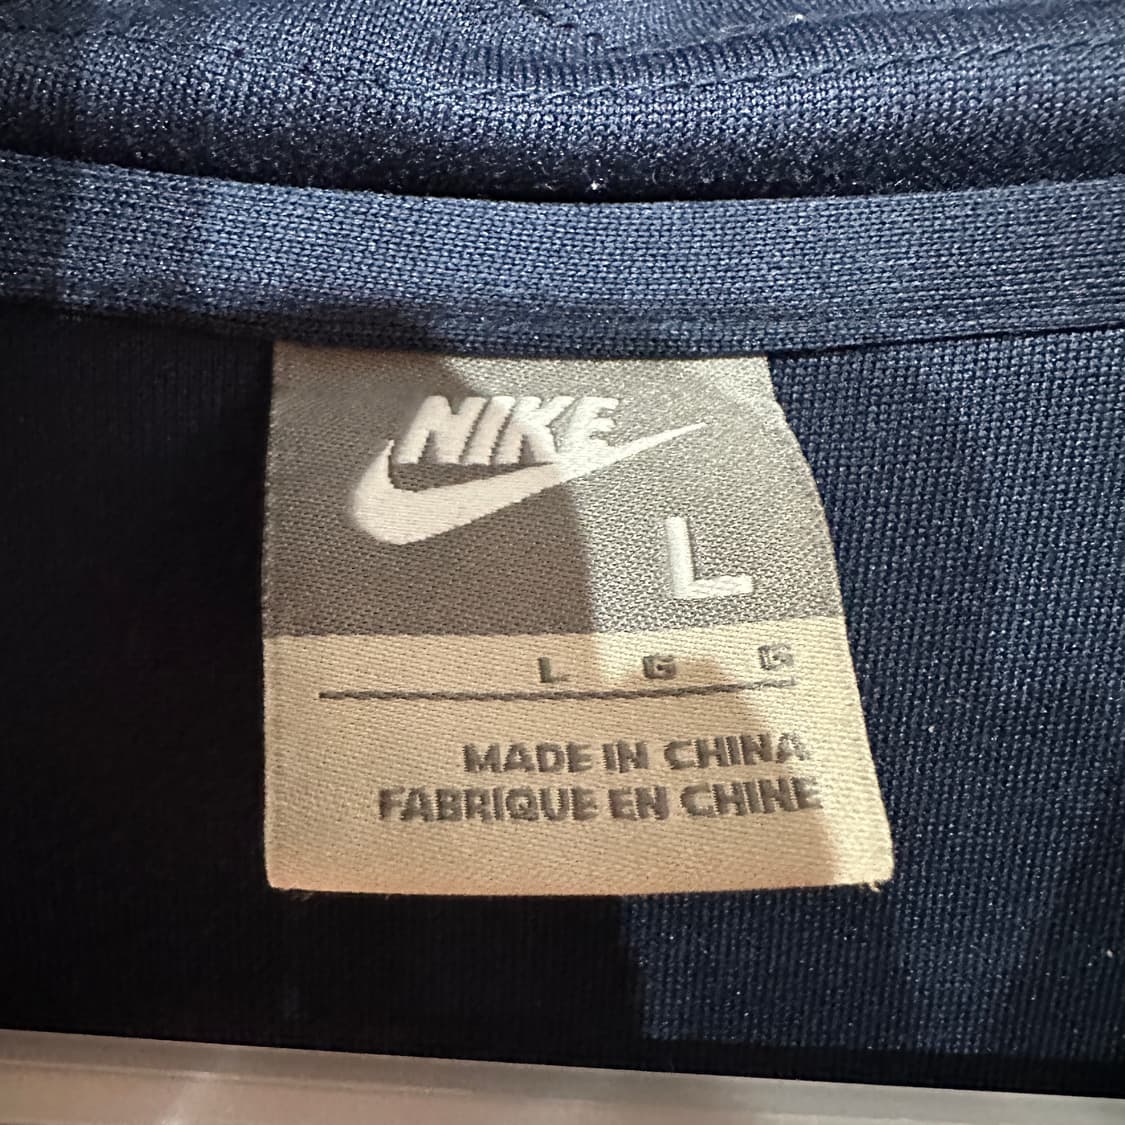 NIKE
L
L G G
MADE IN CHINA
FABRIQUE EN CHINE